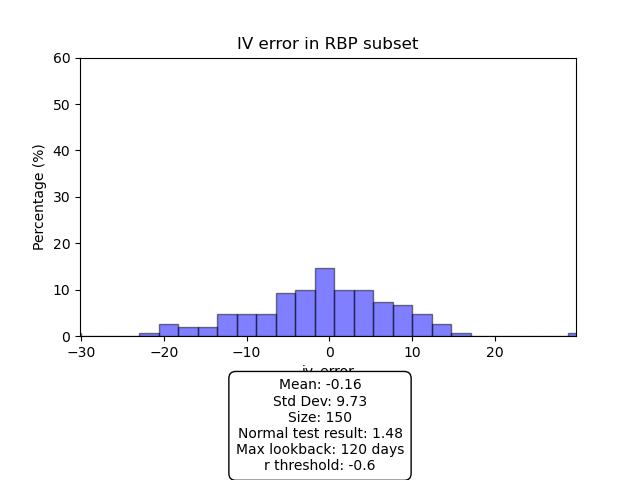 IV error in RBP subset
60
50
40
30
20
10
0
Percentage (%)
−30
−20
−10
0
10
20
iv_error
Mean: -0.16
Std Dev: 9.73
Size: 150
Normal test result: 1.48
Max lookback: 120 days
r threshold: -0.6